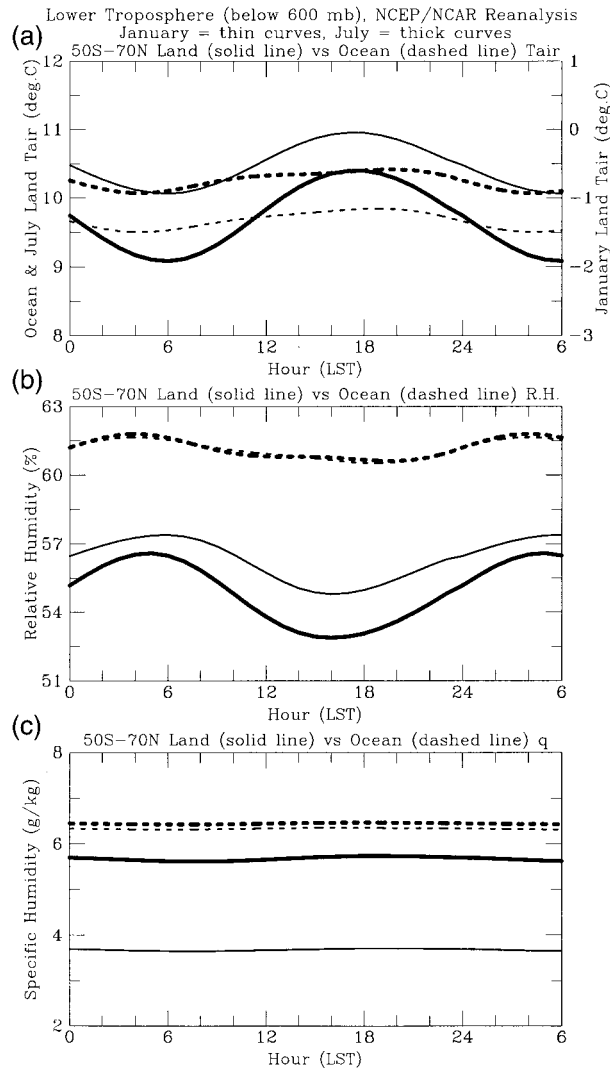 Lower Troposphere (below 600 mb), NCEP/NCAR Reanalysis
(a)
January = thin curves, July = thick curves
50S−70N Land (solid line) vs Ocean (dashed line) Tair
Ocean & July Land Tair (deg.C)
12
11
10
9
8
1
0
−1
−2
−3
January Land Tair (deg.C)
0 6 12 18 24 6
Hour (LST)
(b)
50S−70N Land (solid line) vs Ocean (dashed line) R.H.
Relative Humidity (%)
63
60
57
54
51
0 6 12 18 24 6
Hour (LST)
(c)
50S−70N Land (solid line) vs Ocean (dashed line) q
Specific Humidity (g/kg)
8
6
4
2
0 6 12 18 24 6
Hour (LST)